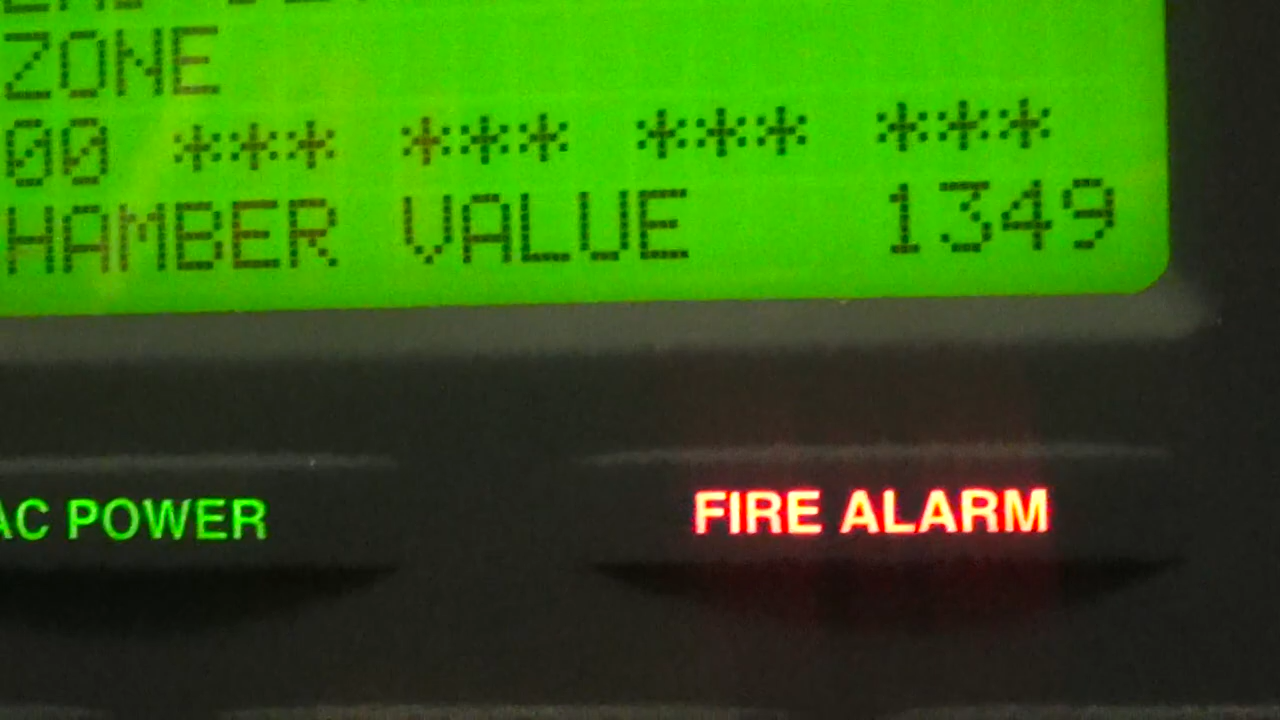 ZONE
00 *** *** *** ***
HAMBER VALUE 1349
AC POWER
FIRE ALARM